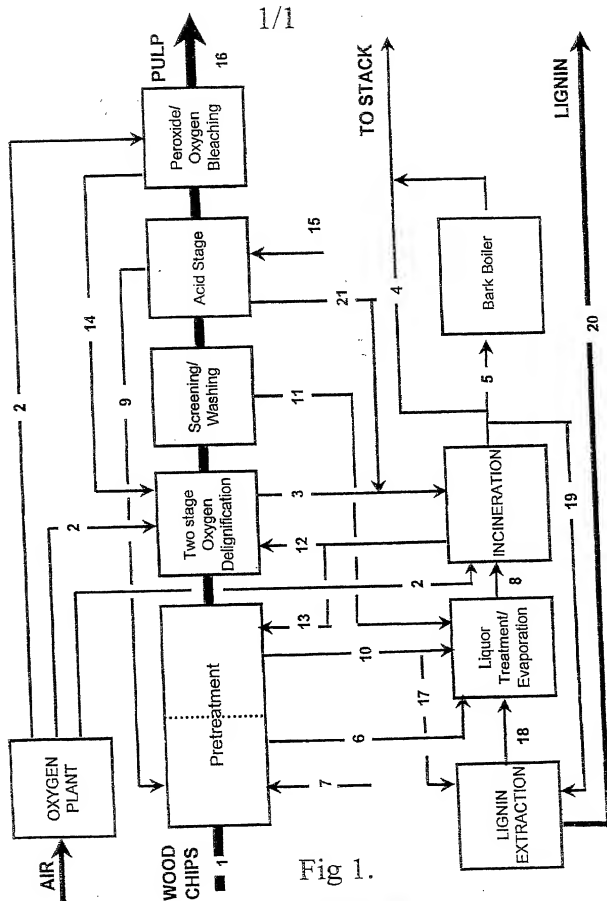 1/1
AIR
OXYGEN
PLANT
2
2
2
PULP
16
Peroxide/
Oxygen
Bleaching
14
9
Acid Stage
15
21
Screening/
Washing
11
Two stage
Oxygen
Delignification
3
12
13
Pretreatment
10
6
7
17
WOOD
CHIPS
1
TO STACK
4
Bark Boiler
5
INCINERATION
8
19
Liquor
Treatment/
Evaporation
18
LIGNIN
EXTRACTION
20
LIGNIN
Fig 1.